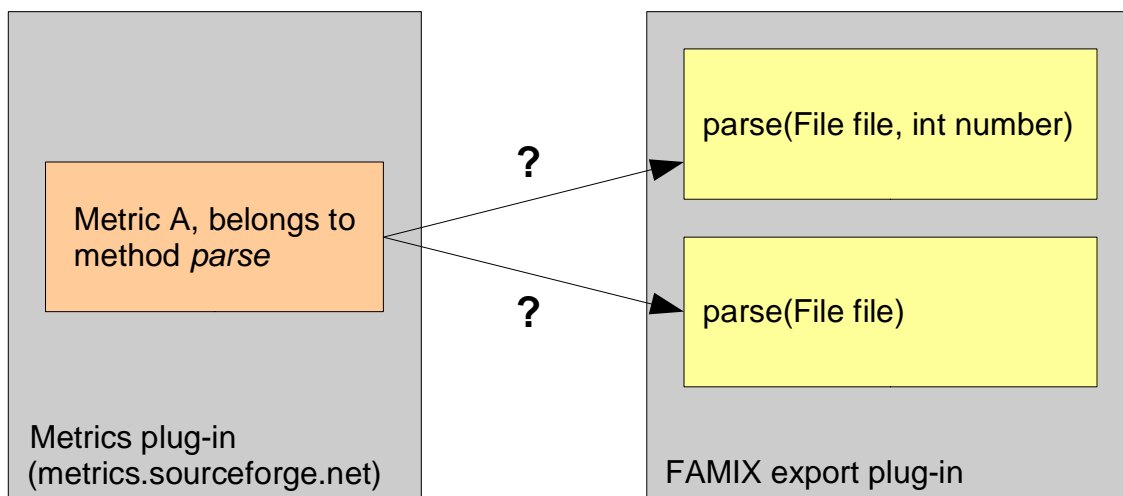 Metric A, belongs to
method parse
Metrics plug-in
(metrics.sourceforge.net)
?
?
parse(File file, int number)
parse(File file)
FAMIX export plug-in